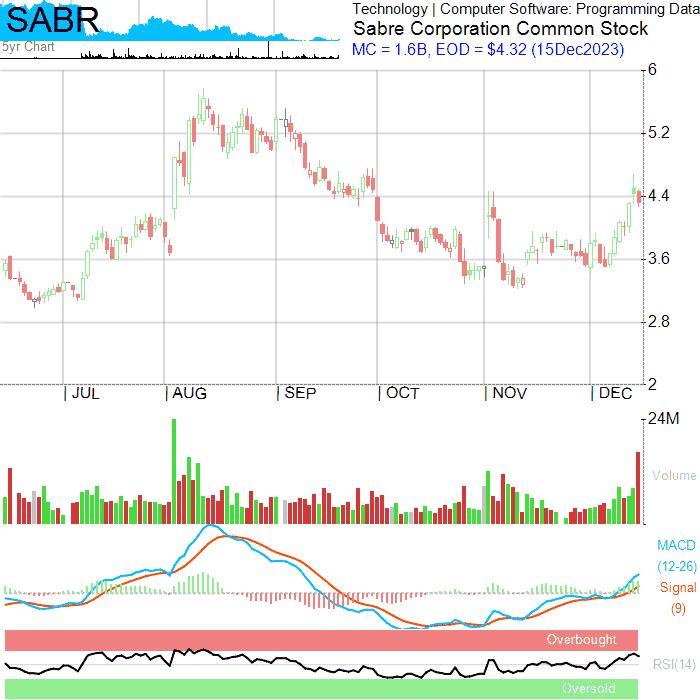 SABR
5yr Chart
Technology | Computer Software: Programming Data
Sabre Corporation Common Stock
MC = 1.6B, EOD = $4.32 (15Dec2023)
6
5.2
4.4
3.6
2.8
2
| JUL | AUG | SEP | OCT | NOV | DEC
24M
Volume
MACD
(12-26)
Signal
(9)
Overbought
RSI(14)
Oversold